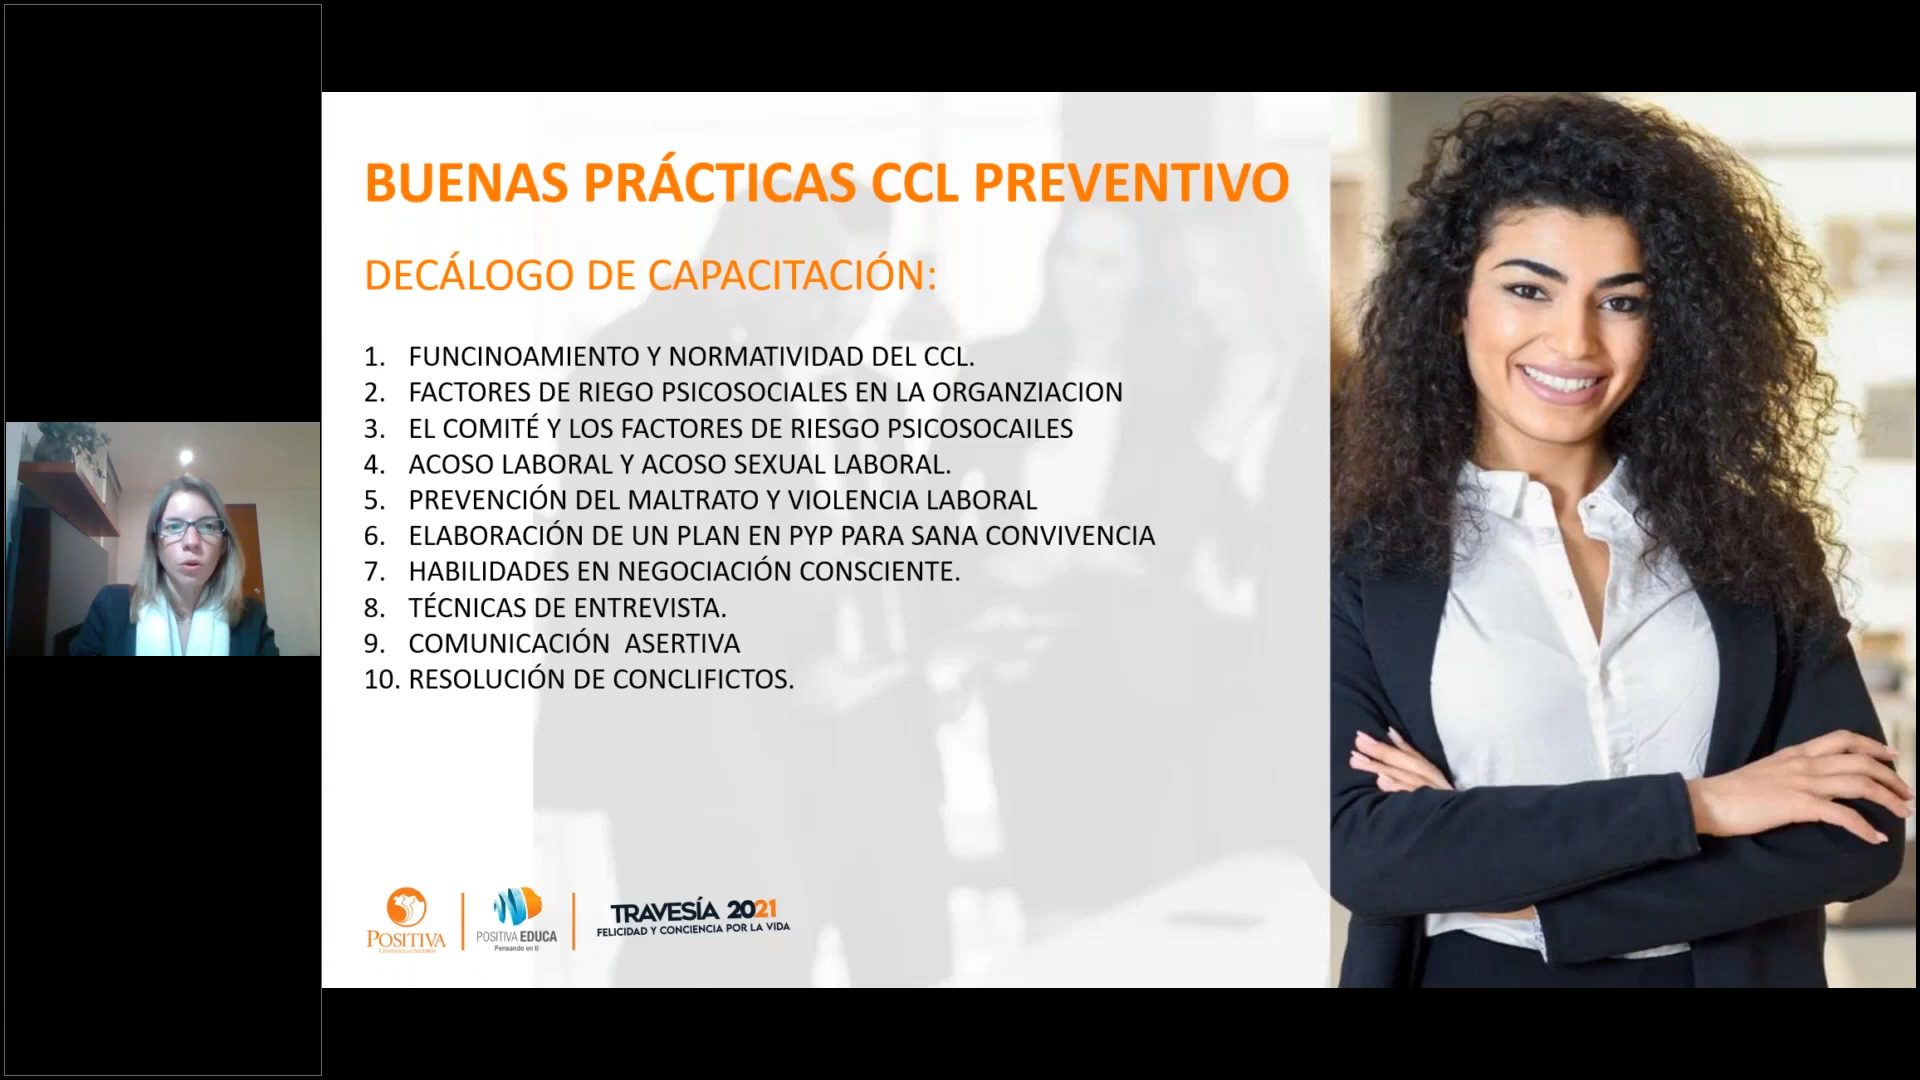 BUENAS PRÁCTICAS CCL PREVENTIVO
DECÁLOGO DE CAPACITACIÓN:
1. FUNCINOAMIENTO Y NORMATIVIDAD DEL CCL.
2. FACTORES DE RIEGO PSICOSOCIALES EN LA ORGANZIACION
3. EL COMITÉ Y LOS FACTORES DE RIESGO PSICOSOCAILES
4. ACOSO LABORAL Y ACOSO SEXUAL LABORAL.
5. PREVENCIÓN DEL MALTRATO Y VIOLENCIA LABORAL
6. ELABORACIÓN DE UN PLAN EN PYP PARA SANA CONVIVENCIA
7. HABILIDADES EN NEGOCIACIÓN CONSCIENTE.
8. TÉCNICAS DE ENTREVISTA.
9. COMUNICACIÓN ASERTIVA
10. RESOLUCIÓN DE CONCLIFICTOS.
POSITIVA
COMPAÑÍA DE SEGUROS
POSITIVA EDUCA
Pensando en ti
TRAVESÍA 2021
FELICIDAD Y CONCIENCIA POR LA VIDA